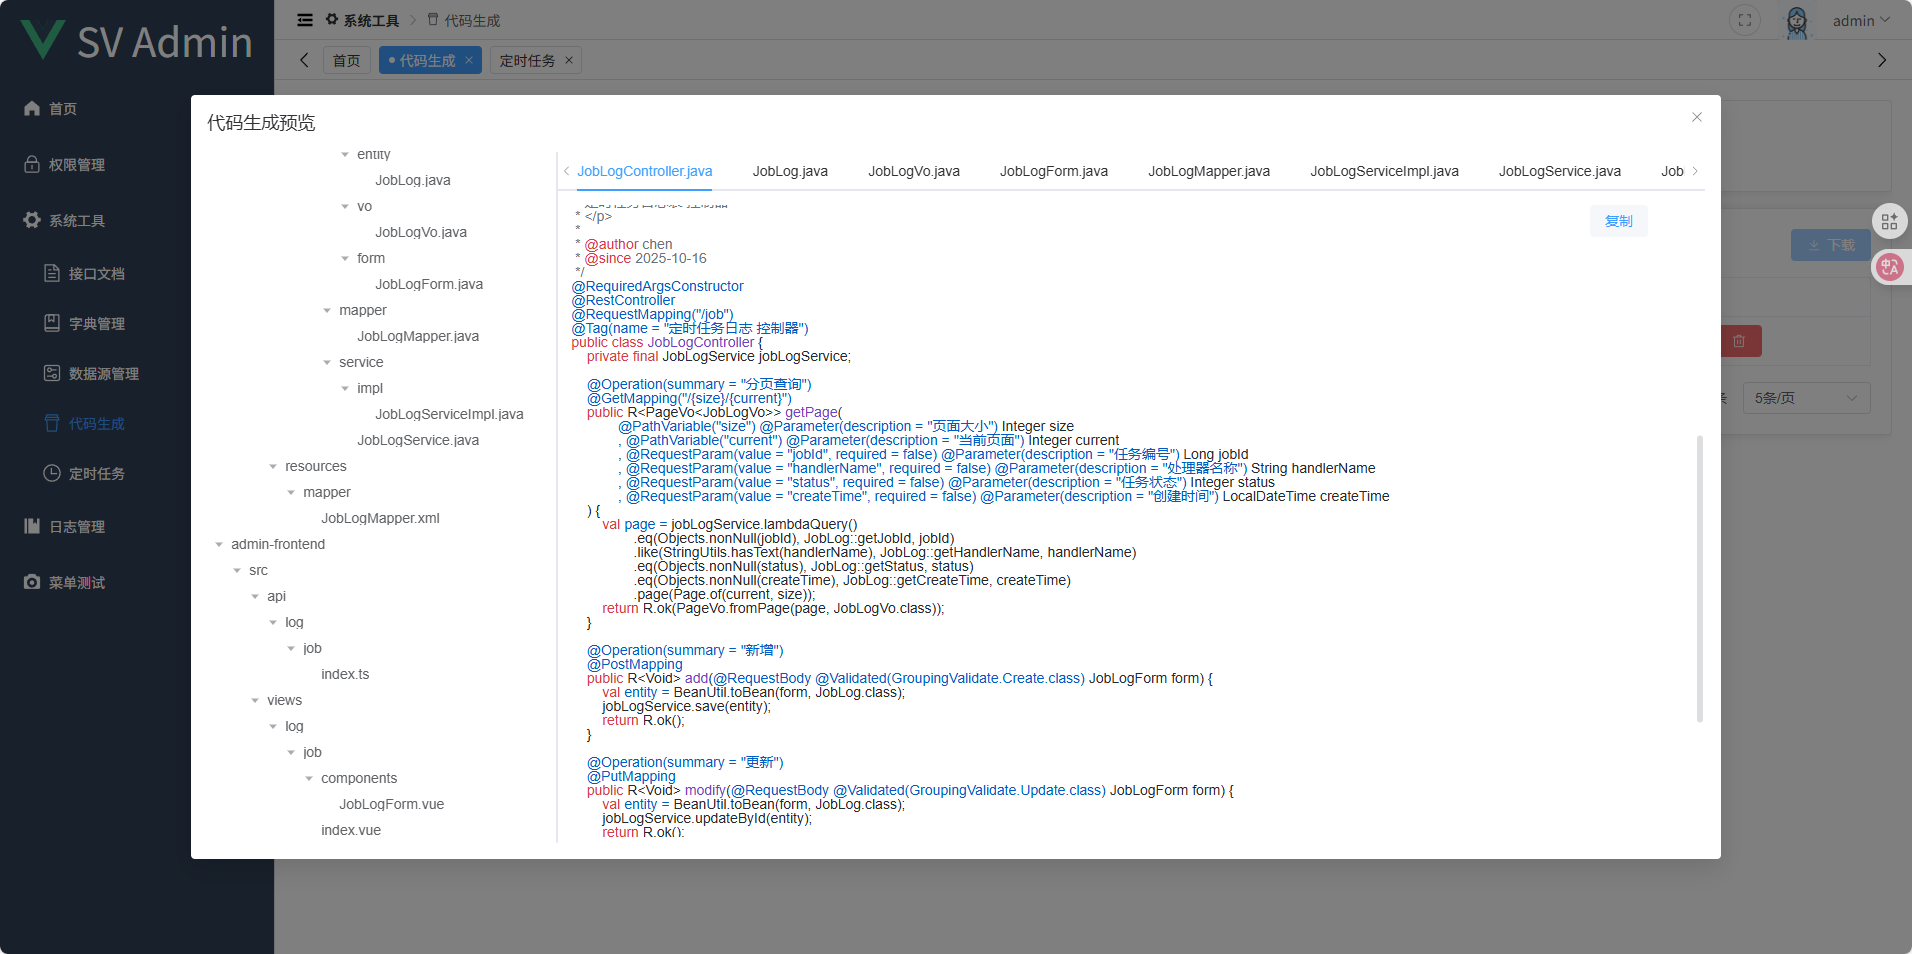 SV Admin
首页
权限管理
系统工具
接口文档
字典管理
数据源管理
代码生成
定时任务
日志管理
菜单测试
系统工具
代码生成
admin
首页
代码生成
定时任务
下载
条
5条/页
代码生成预览
entity
JobLog.java
vo
JobLogVo.java
form
JobLogForm.java
mapper
JobLogMapper.java
service
impl
JobLogServiceImpl.java
JobLogService.java
resources
mapper
JobLogMapper.xml
admin-frontend
src
api
log
job
index.ts
views
log
job
components
JobLogForm.vue
index.vue
JobLogController.java
JobLog.java
JobLogVo.java
JobLogForm.java
JobLogMapper.java
JobLogServiceImpl.java
JobLogService.java
Job
复制
* </p>
*
* @author chen
* @since 2025-10-16
*/
@RequiredArgsConstructor
@RestController
@RequestMapping("/job")
@Tag(name = "定时任务日志 控制器")
public class JobLogController {
private final JobLogService jobLogService;
@Operation(summary = "分页查询")
@GetMapping("/{size}/{current}")
public R<PageVo<JobLogVo>> getPage(
@PathVariable("size") @Parameter(description = "页面大小") Integer size
, @PathVariable("current") @Parameter(description = "当前页面") Integer current
, @RequestParam(value = "jobId", required = false) @Parameter(description = "任务编号") Long jobId
, @RequestParam(value = "handlerName", required = false) @Parameter(description = "处理器名称") String handlerName
, @RequestParam(value = "status", required = false) @Parameter(description = "任务状态") Integer status
, @RequestParam(value = "createTime", required = false) @Parameter(description = "创建时间") LocalDateTime createTime
) {
val page = jobLogService.lambdaQuery()
.eq(Objects.nonNull(jobId), JobLog::getJobId, jobId)
.like(StringUtils.hasText(handlerName), JobLog::getHandlerName, handlerName)
.eq(Objects.nonNull(status), JobLog::getStatus, status)
.eq(Objects.nonNull(createTime), JobLog::getCreateTime, createTime)
.page(Page.of(current, size));
return R.ok(PageVo.fromPage(page, JobLogVo.class));
}
@Operation(summary = "新增")
@PostMapping
public R<Void> add(@RequestBody @Validated(GroupingValidate.Create.class) JobLogForm form) {
val entity = BeanUtil.toBean(form, JobLog.class);
jobLogService.save(entity);
return R.ok();
}
@Operation(summary = "更新")
@PutMapping
public R<Void> modify(@RequestBody @Validated(GroupingValidate.Update.class) JobLogForm form) {
val entity = BeanUtil.toBean(form, JobLog.class);
jobLogService.updateById(entity);
return R.ok();